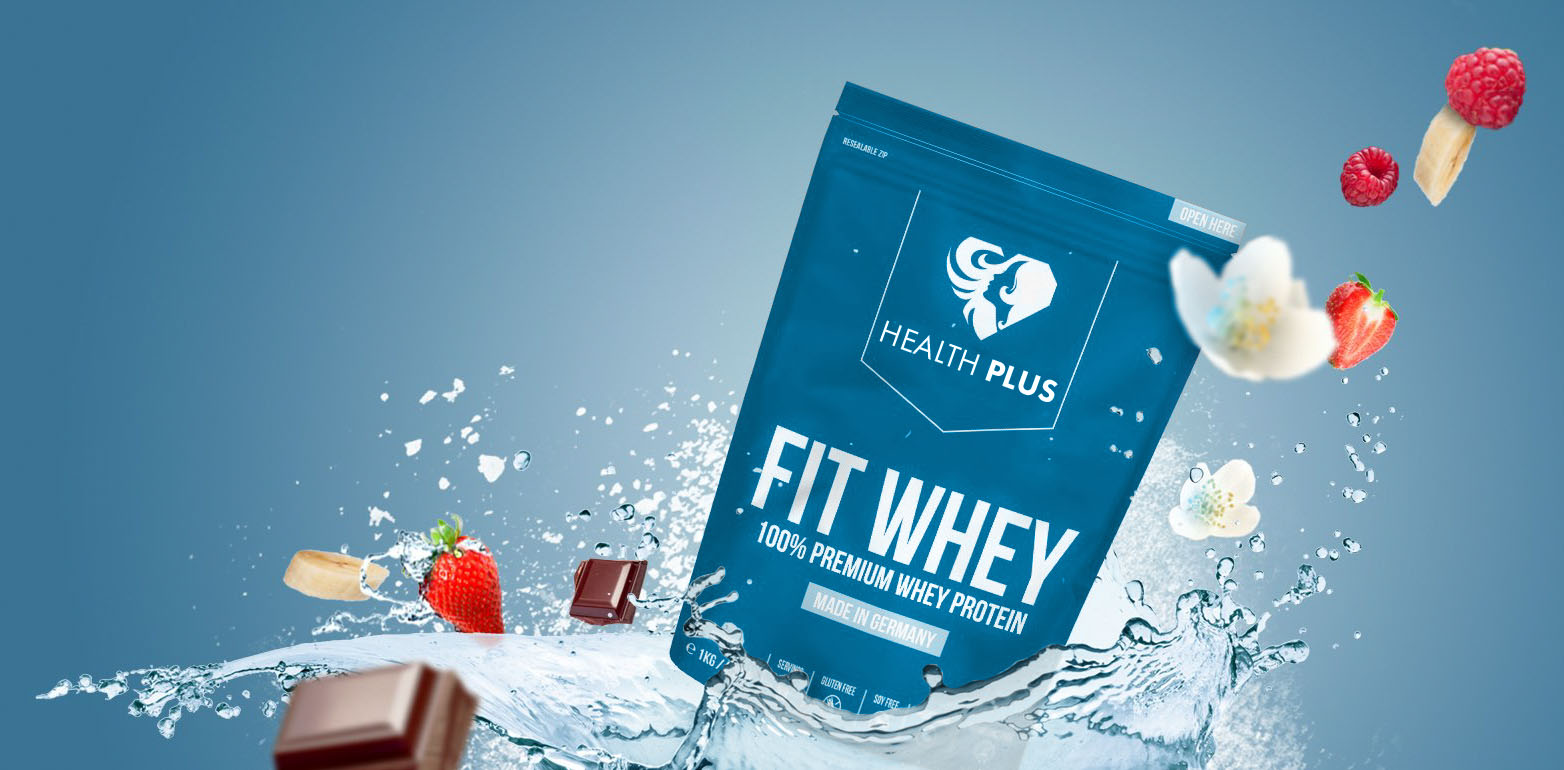 RESEALABLE ZIP
OPEN HERE
HEALTH PLUS
FIT WHEY
100% PREMIUM WHEY PROTEIN
MADE IN GERMANY
e 1KG /
GLUTEN FREE
SOY FREE